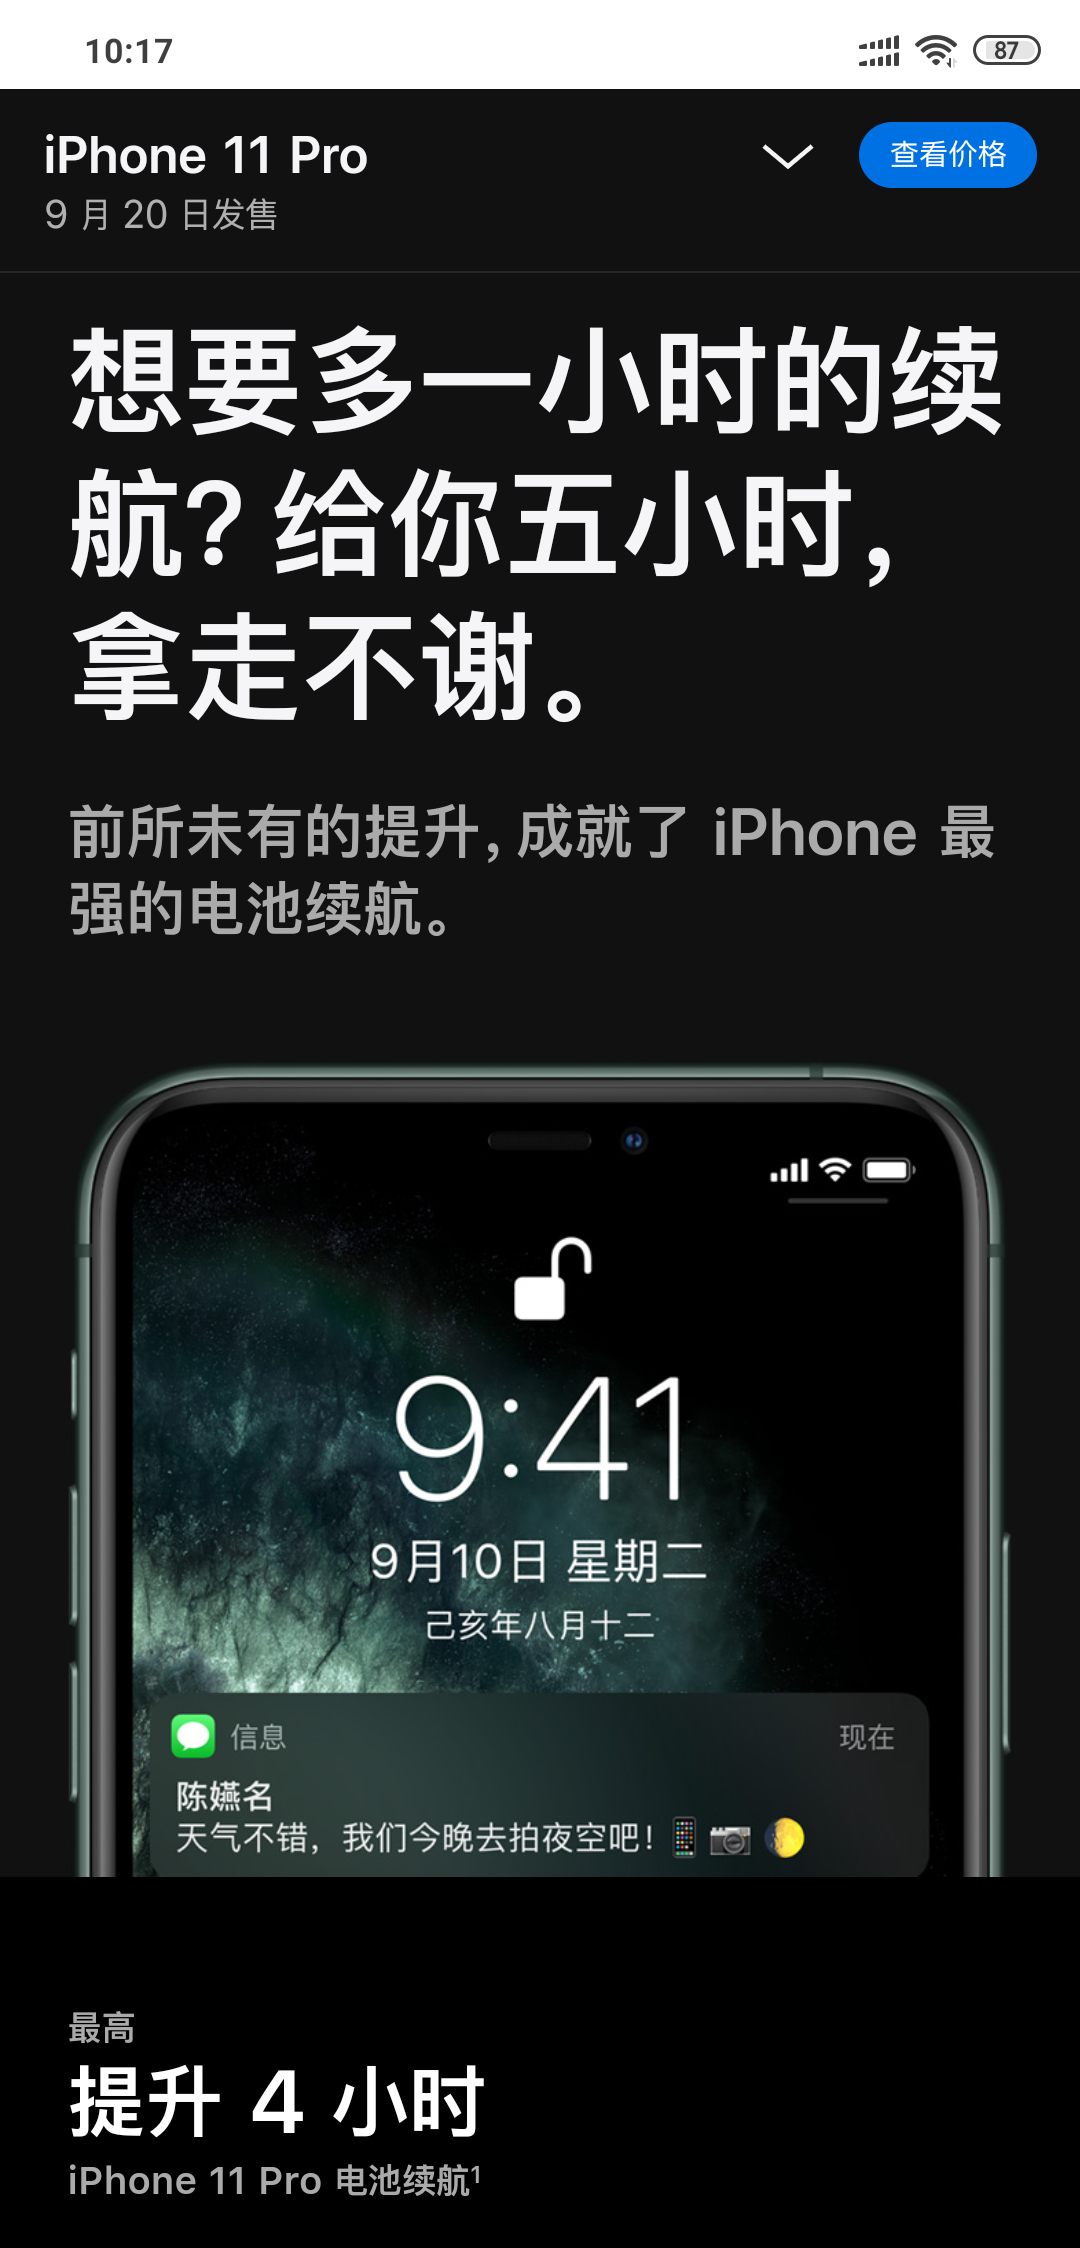 10:17
87
iPhone 11 Pro
查看价格
9 月 20 日发售
想要多一小时的续
航？给你五小时，
拿走不谢。
前所未有的提升，成就了 iPhone 最
强的电池续航。
9:41
9月10日 星期二
己亥年八月十二
信息
现在
陈嬿名
天气不错，我们今晚去拍夜空吧！📱 📷 🌔
最高
提升 4 小时
iPhone 11 Pro 电池续航¹